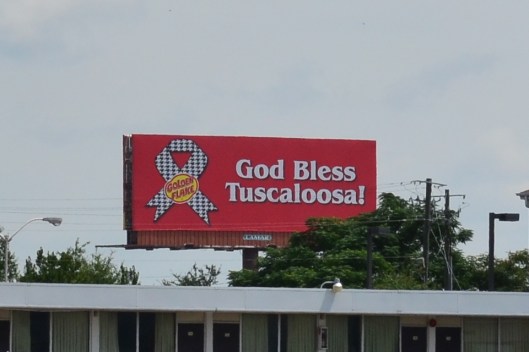 God Bless
Tuscaloosa!
GOLDEN
FLAKE
LAMAR